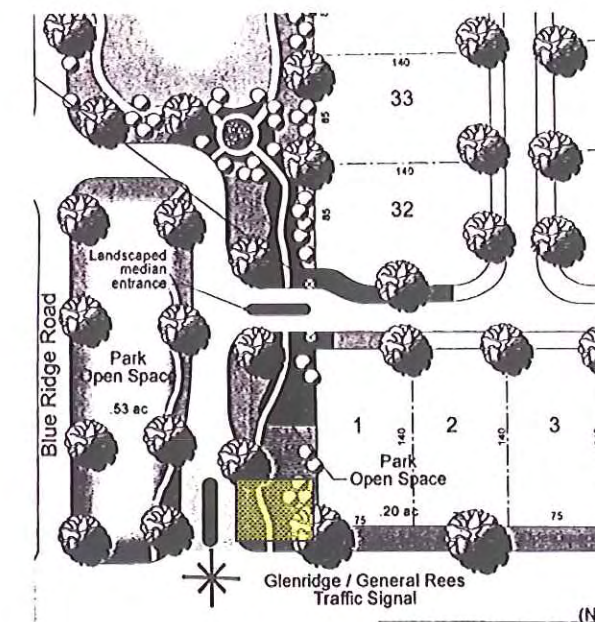 140
33
85
140
85
32
Landscaped
median
entrance
Blue Ridge Road
Park
Open Space
.53 ac
1
140
2
140
3
Park
Open Space
.20 ac
75
75
Glenridge / General Rees
Traffic Signal
(N